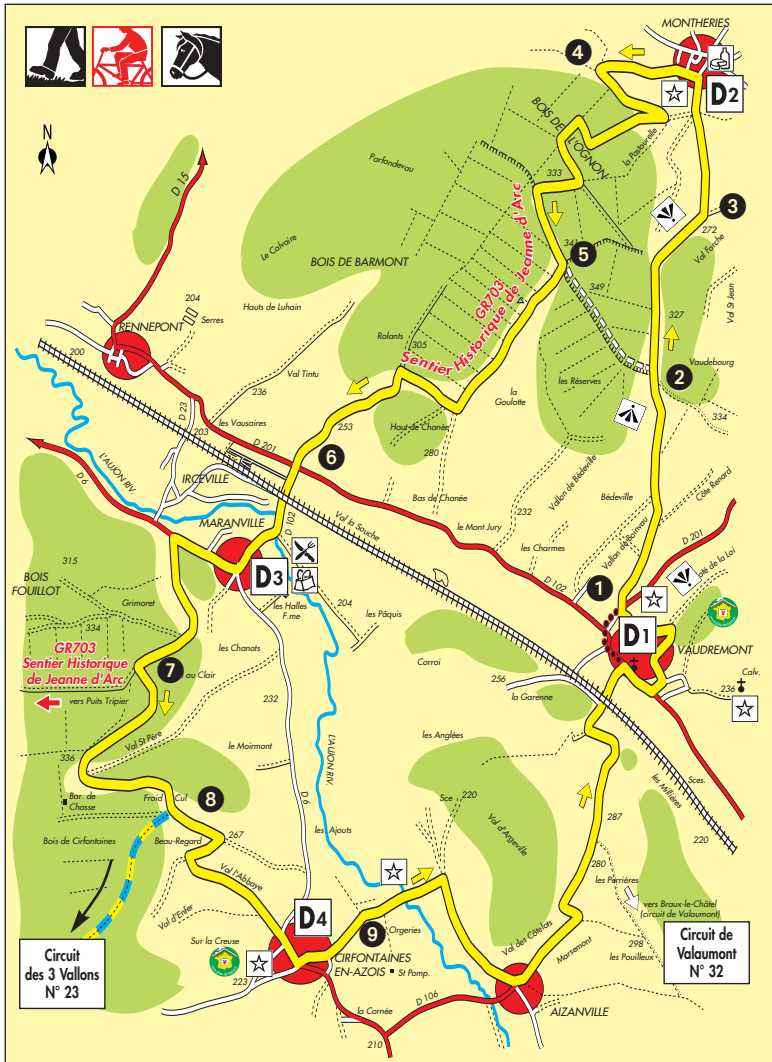 MONTHERIES
4
D2
BOIS DE L'OGNON
la Pastourelle
N
Parfondevau
333
3
272
Val Forche
D 15
GR703
Sentier Historique de Jeanne d'Arc
Le Calvaire
BOIS DE BARMONT
341
5
349
Val St Jean
204
Serres
Hauts de Luhain
327
RENNEPONT
Rolants
305
Vaudebourg
200
Val Tintu
2
la Goulotte
les Réserves
334
236
D 23
les Vausaires
253
Haut de Chanée
203
D 201
6
280
Vallon de Bédeville
L'AUJON RIV.
IRCEVILLE
Bas de Chanée
Bédeville
Côte Renard
D 6
232
Vallon de Boinvau
MARANVILLE
D 102
Val la Souche
le Mont Jury
D 201
les Charmes
315
D3
D 102
1
BOIS FOUILLOT
les Halles
F.me
204
D1
Grimoret
les Pâquis
VAUDREMONT
334
les Chanots
Corroi
Calv.
GR703
Sentier Historique
de Jeanne d'Arc
7
au Clair
256
236
la Garenne
vers Puits Tripier
232
Val St Père
le Moirmont
les Anglées
L'AUJON RIV.
336
Sces.
les Millières
Bar. de
Chasse
Froid Cul
8
D 6
Sce
220
287
220
Bois de Cirfontaines
Beau-Regard
267
les Ajouts
Val d'Argeville
280
Val l'Abbaye
les Perrières
Val d'Enfer
D4
vers Braux-le-Châtel
(circuit de Valaumont)
Circuit
des 3 Vallons
N° 23
Sur la Creuse
9
Orgeries
Val des Côtelots
Marsemont
298
les Pouilleux
Circuit de
Valaumont
N° 32
223
CIRFONTAINES
EN-AZOIS
St Pomp.
la Cornée
D 106
AIZANVILLE
210